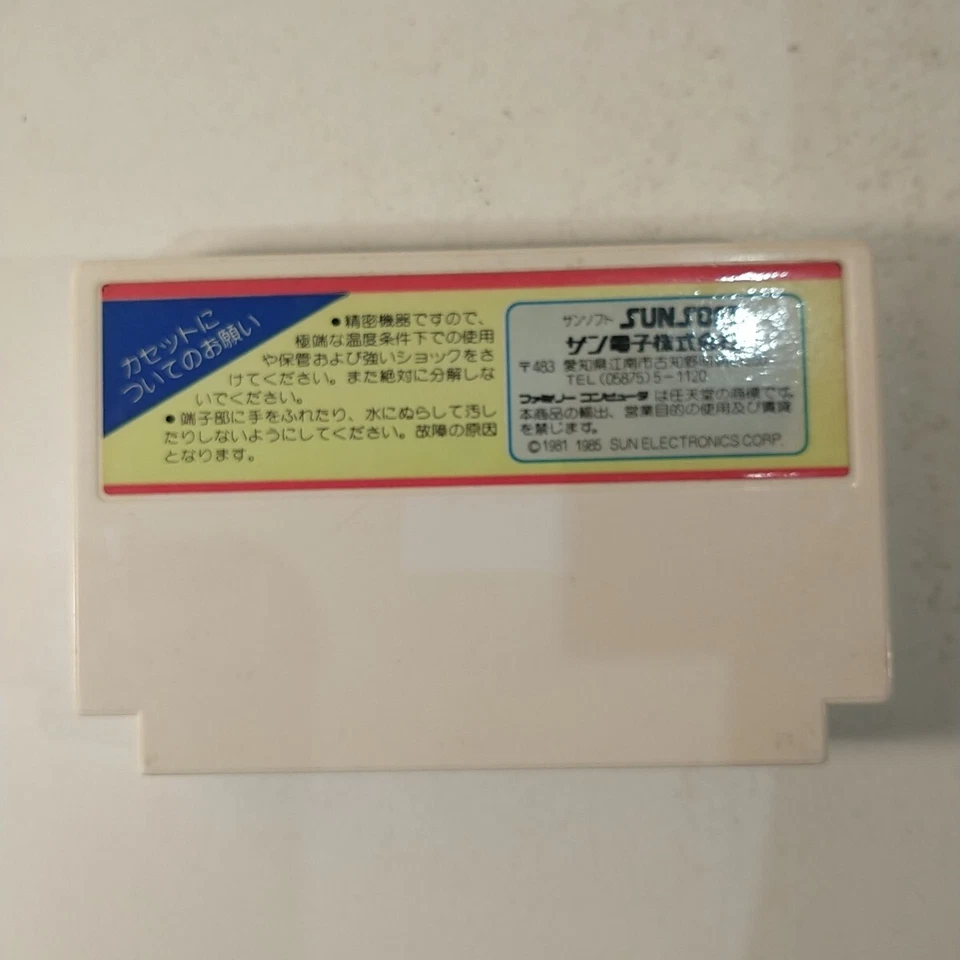 カセットに
ついてのお願い
●精密機器ですので、
極端な温度条件下での使用
や保管および強いショックをさ
けてください。また絶対に分解しな
いでください。
●端子部に手をふれたり、水にぬらして汚し
たりしないようにしてください。故障の原因
となります。
サンソフト SUNSOFT
サン電子株式会社
〒483 愛知県江南市古知野町
TEL(05875)5-1120
ファミリーコンピュータは任天堂の商標です。
本商品の輸出、営業目的の使用及び賃貸
を禁じます。
©1981 1985 SUN ELECTRONICS CORP.